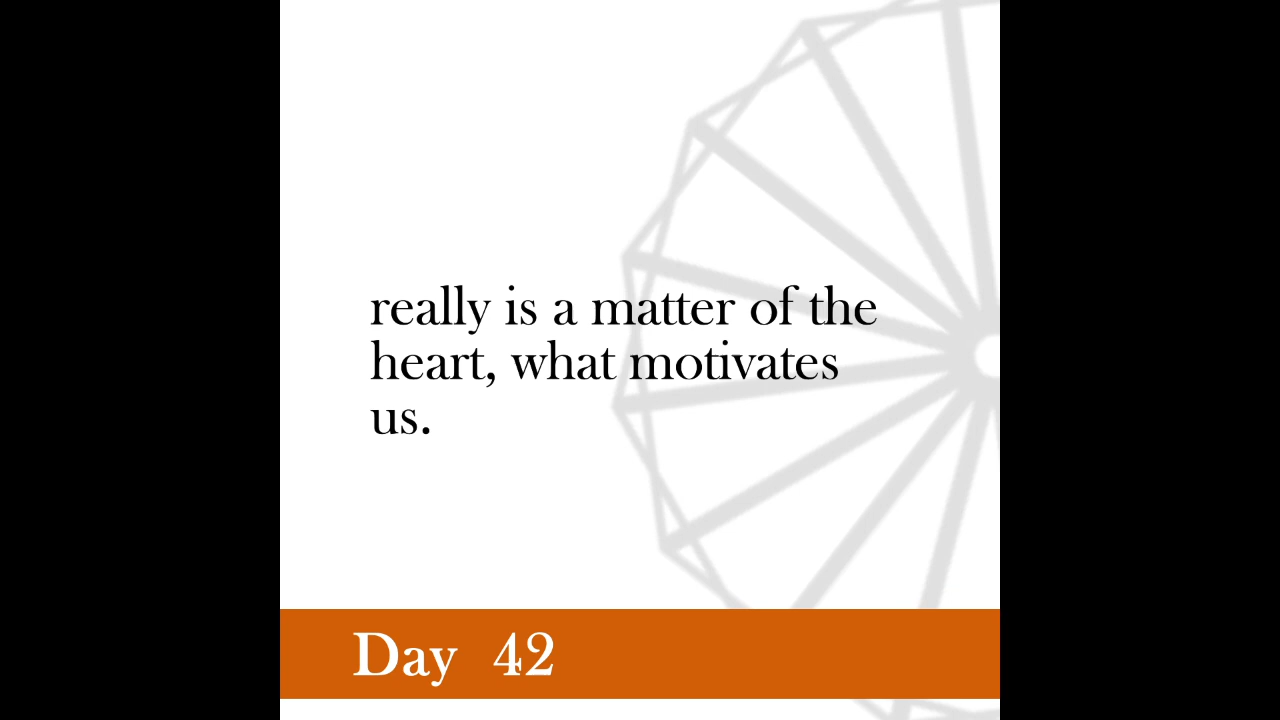 really is a matter of the
heart, what motivates
us.
Day 42